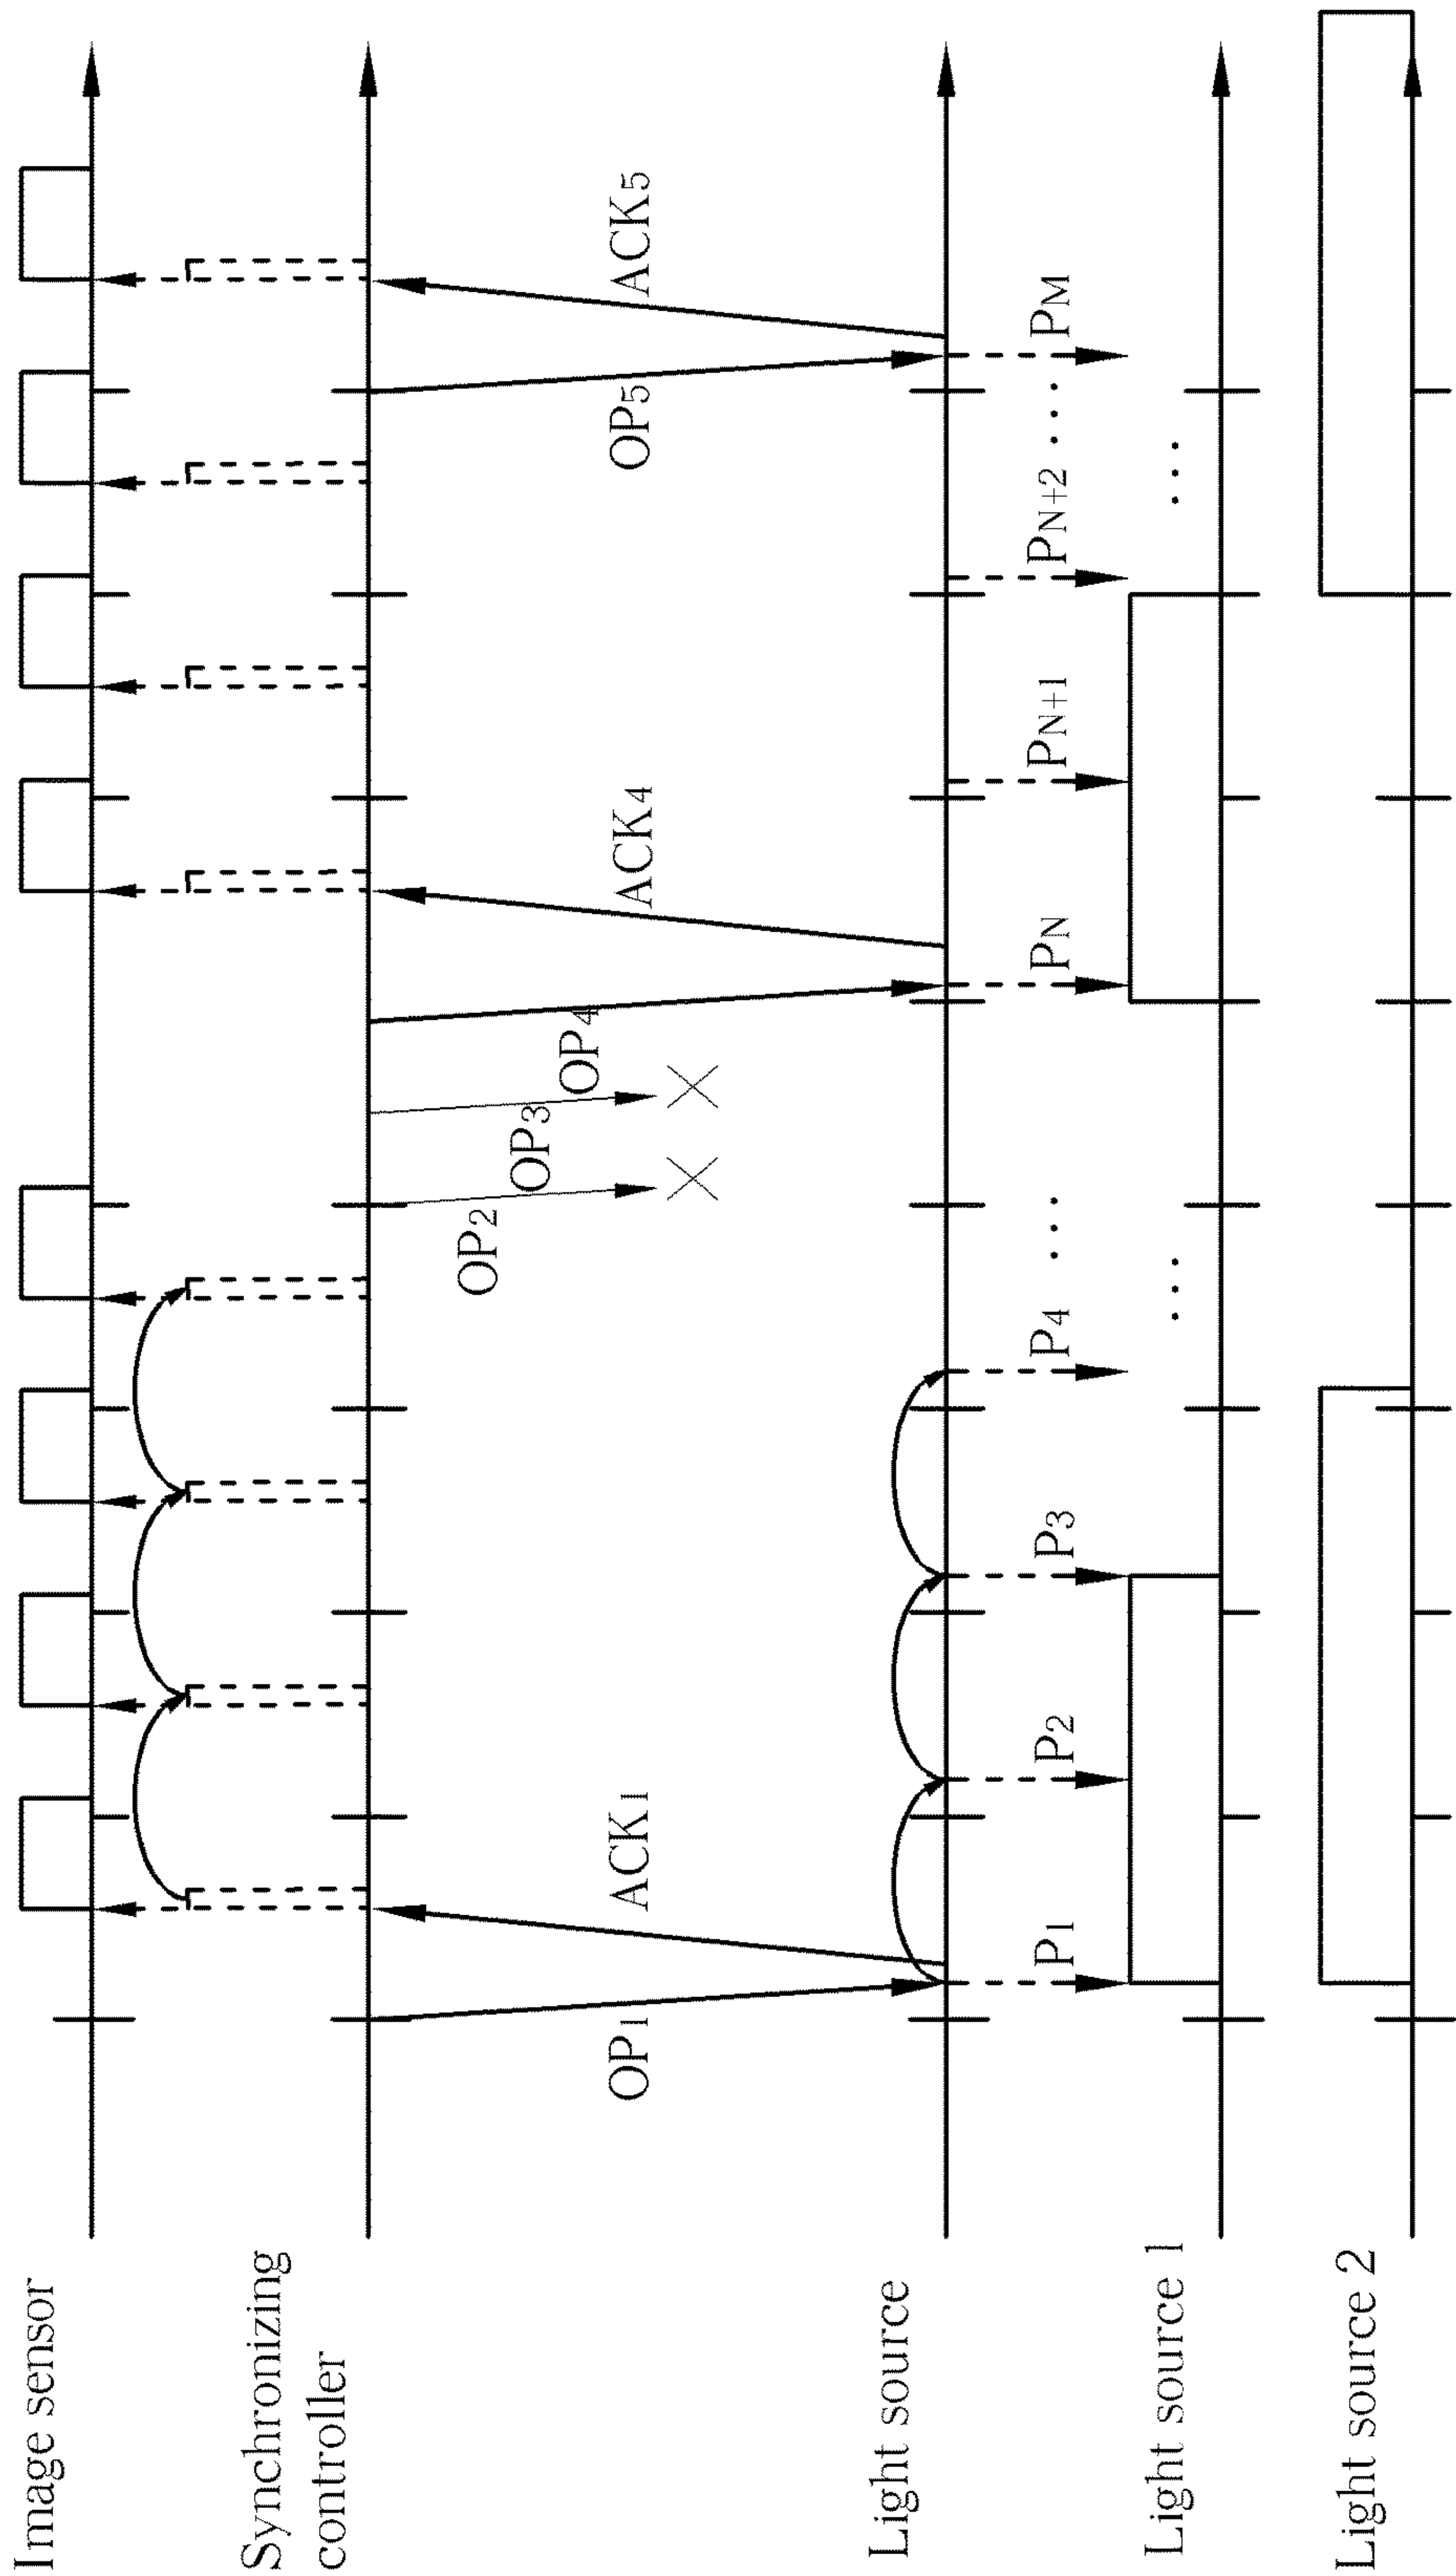 Image sensor
Synchronizing
controller
OP1
ACK1
OP2
OP3
OP4
ACK4
OP5
ACK5
Light source
P1
P2
P3
P4
...
PN
PN+1
PN+2
...
PM
Light source 1
...
...
Light source 2